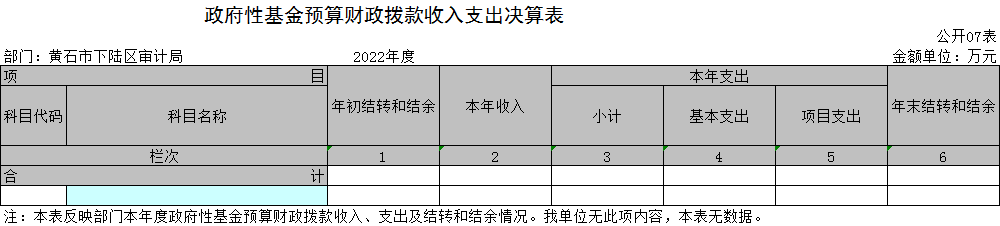 政府性基金预算财政拨款收入支出决算表
公开07表
部门：黄石市下陆区审计局 2022年度 金额单位：万元
项 目 年初结转和结余 本年收入 本年支出 年末结转和结余
科目代码 科目名称 小计 基本支出 项目支出
栏次 1 2 3 4 5 6
合 计
注：本表反映部门本年度政府性基金预算财政拨款收入、支出及结转和结余情况。我单位无此项内容，本表无数据。